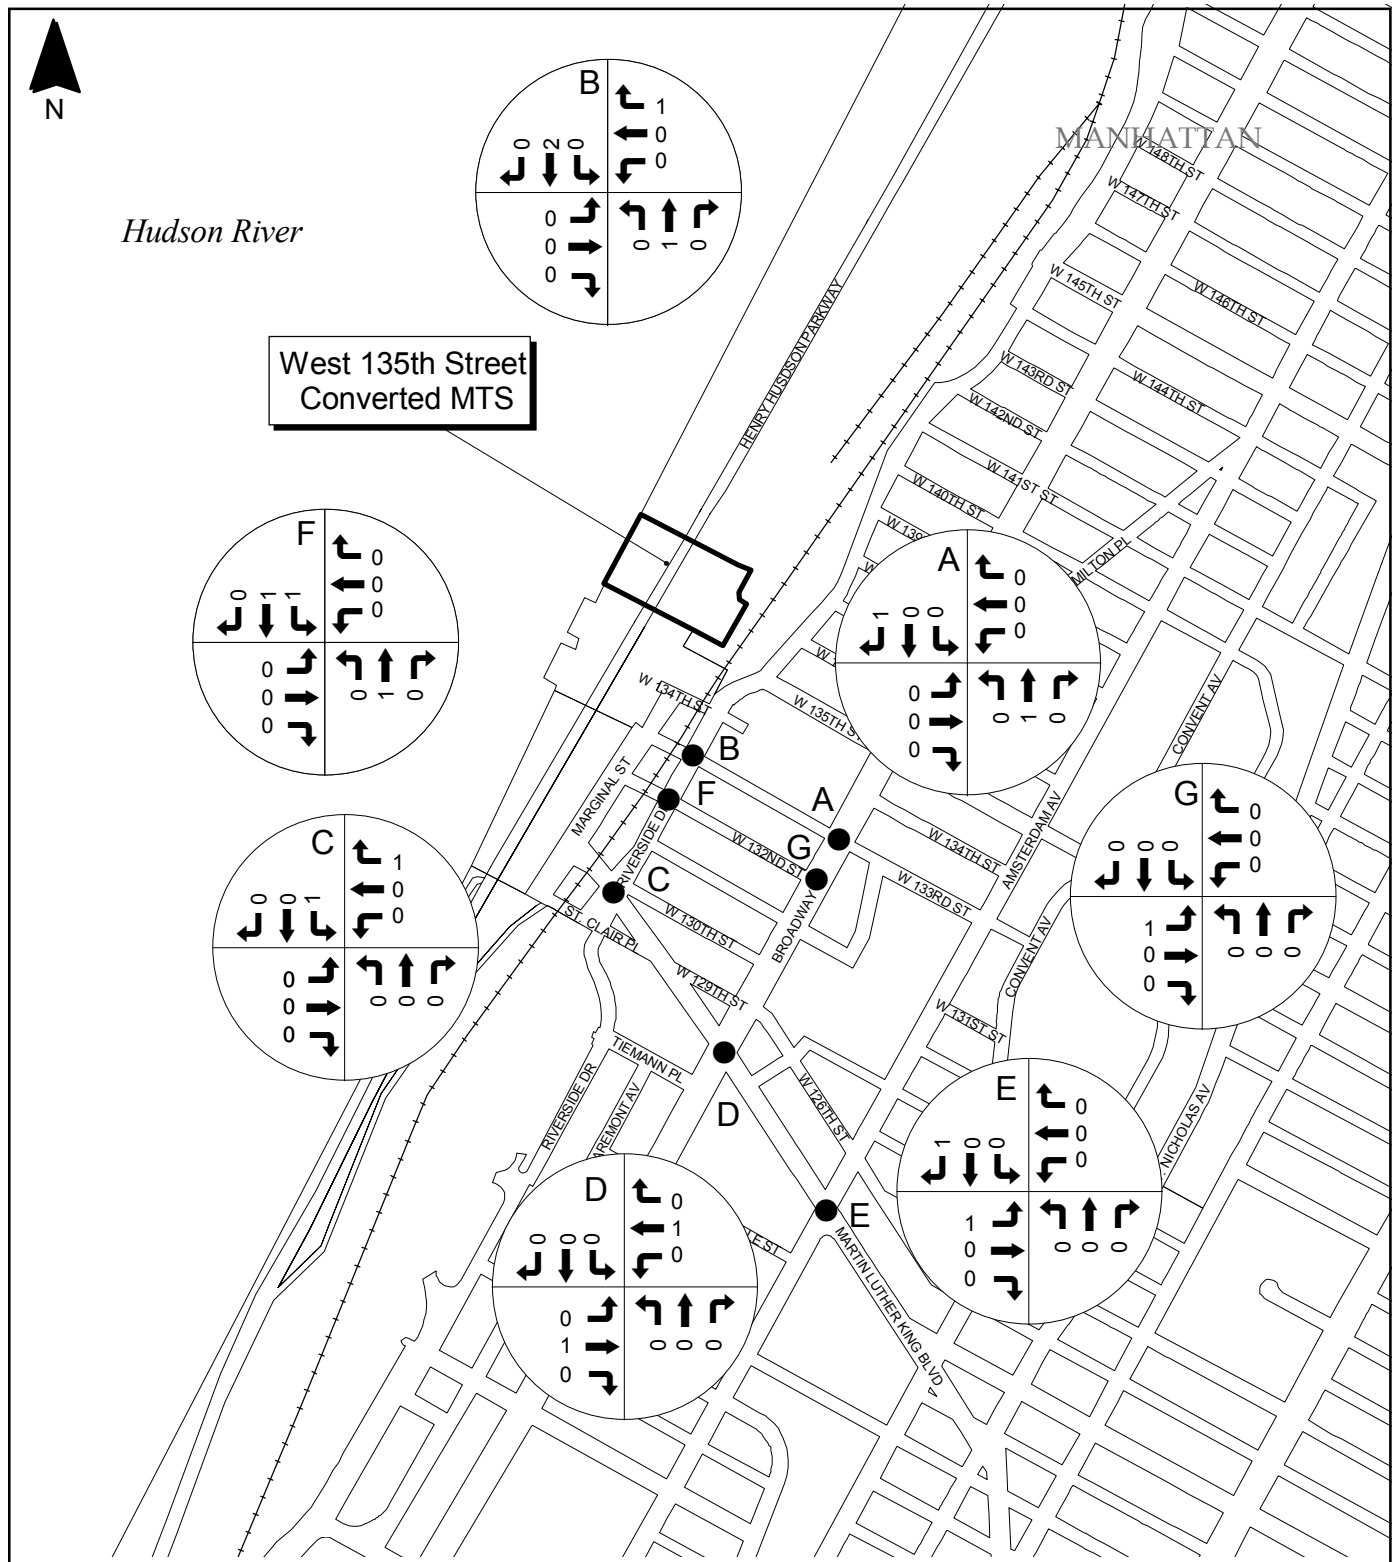 N
Hudson River
MANHATTAN
West 135th Street
Converted MTS
HENRY HUSDSON PARKWAY
W 148TH ST
W 147TH ST
W 145TH ST
W 146TH ST
W 143RD ST
W 144TH ST
W 142ND ST
W 141ST ST
W 140TH ST
W 139
W
W 2
MILTON PL
W 134TH ST
W 135TH ST
CONVENT AV
MARGINAL ST
RIVERSIDE DR
W 132ND ST
W 134TH ST
W 133RD ST
AMSTERDAM AV
BROADWAY
ST. CLAIR PL
W 130TH ST
W 129TH ST
CONVENT AV
W 131ST ST
TIEMANN PL
RIVERSIDE DR
AREMONT AV
W 126TH ST
NICHOLAS AV
LE ST
MARTIN LUTHER KING BLVD
B
F
A
G
C
D
E
B
1
0
0
0 2 0
0
0
0
0 1 0
F
0
0
0
0 1 1
0
0
0
0 1 0
A
0
0
0
1 0 0
0
0
0
0 1 0
G
0
0
0
0 0 0
1
0
0
0 0 0
C
1
0
0
0 0 1
0
0
0
0 0 0
D
0
1
0
0 0 0
0
1
0
0 0 0
E
0
0
0
1 0 0
1
0
0
0 0 0